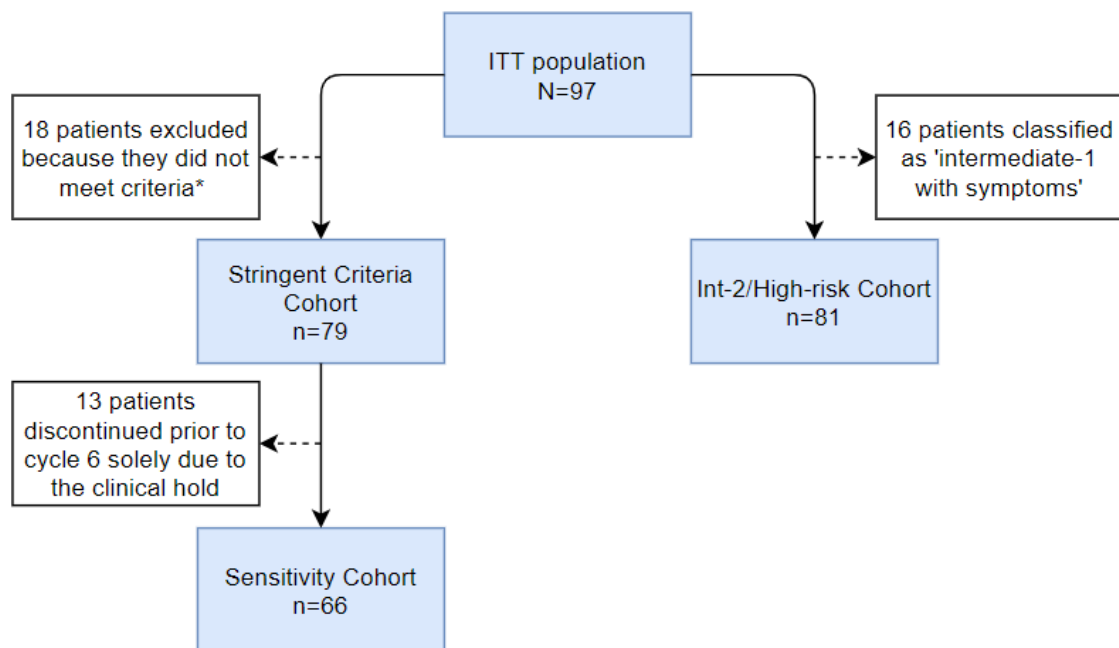 ITT population
N=97
18 patients excluded
because they did not
meet criteria*
16 patients classified
as 'intermediate-1
with symptoms'
Stringent Criteria
Cohort
n=79
Int-2/High-risk Cohort
n=81
13 patients
discontinued prior to
cycle 6 solely due to
the clinical hold
Sensitivity Cohort
n=66